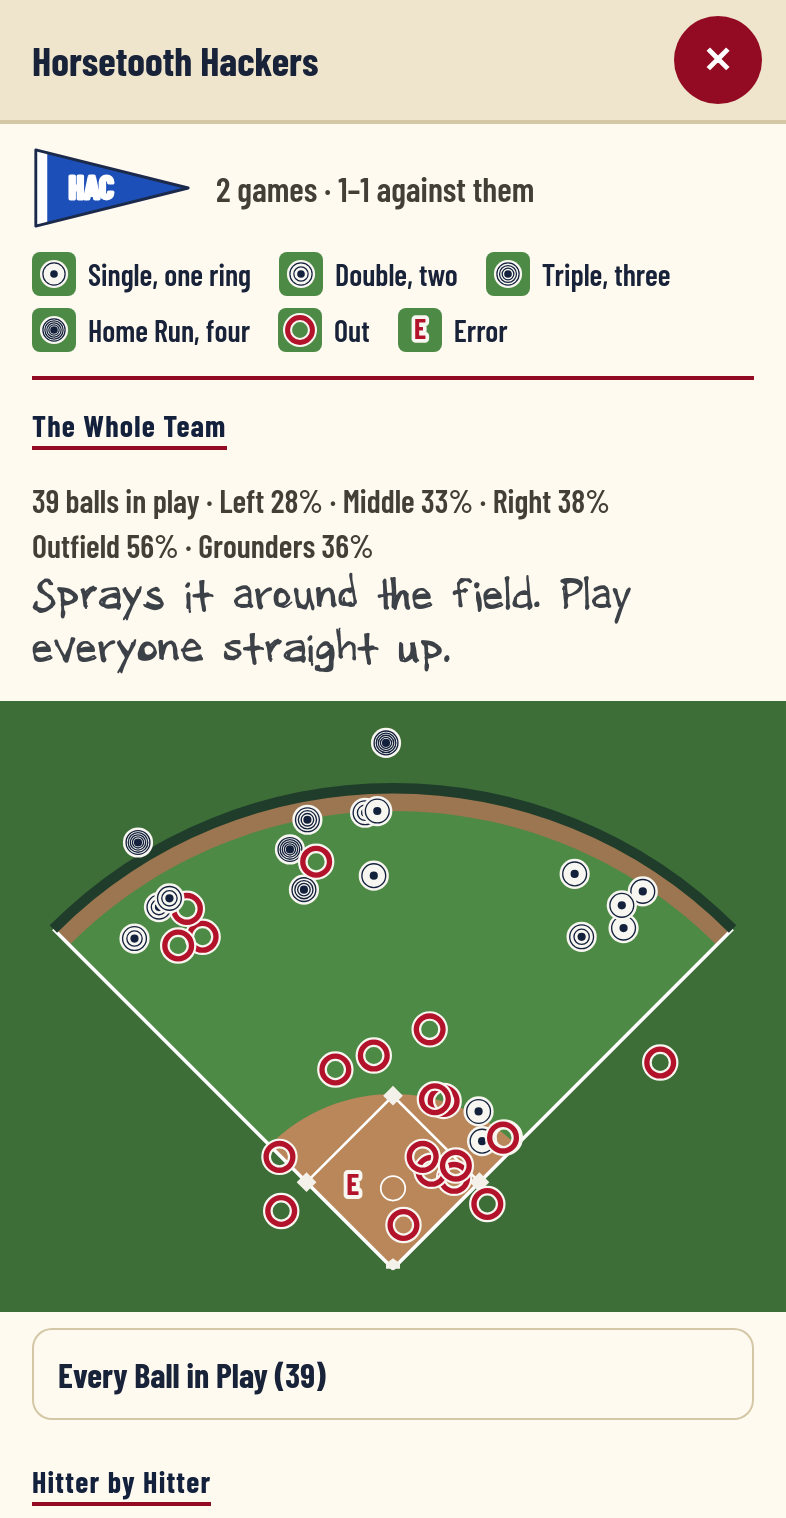 Horsetooth Hackers
×
HAC
2 games · 1–1 against them
Single, one ring
Double, two
Triple, three
Home Run, four
Out
E
Error
The Whole Team
39 balls in play · Left 28% · Middle 33% · Right 38%
Outfield 56% · Grounders 36%
Sprays it around the field. Play
everyone straight up.
E
Every Ball in Play (39)
Hitter by Hitter